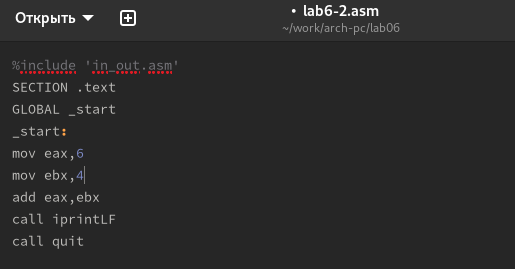 Открыть
• lab6-2.asm
~/work/arch-pc/lab06
%include 'in_out.asm'
SECTION .text
GLOBAL _start
_start:
mov eax,6
mov ebx,4
add eax,ebx
call iprintLF
call quit